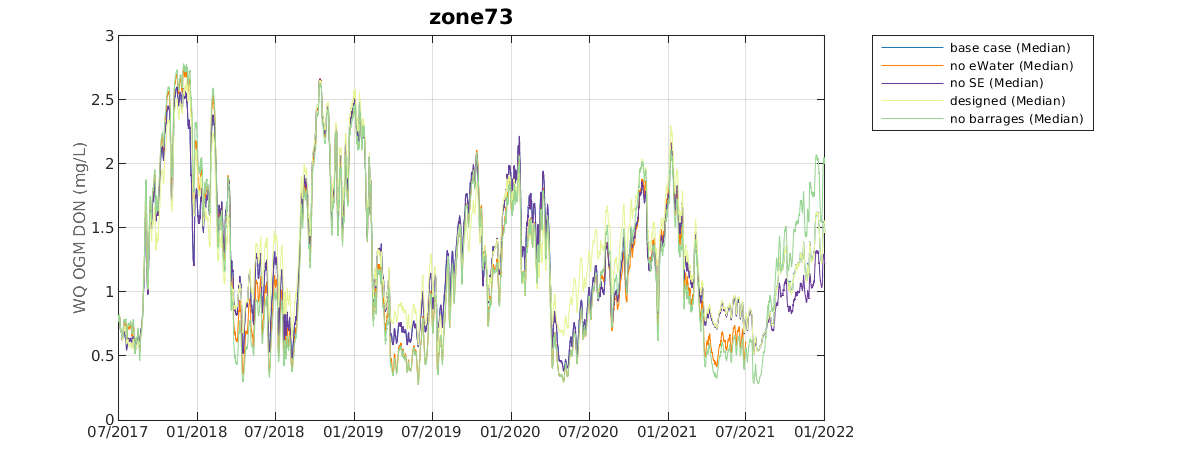 zone73
WQ OGM DON (mg/L)
3
2.5
2
1.5
1
0.5
0
07/2017 01/2018 07/2018 01/2019 07/2019 01/2020 07/2020 01/2021 07/2021 01/2022
base case (Median)
no eWater (Median)
no SE (Median)
designed (Median)
no barrages (Median)